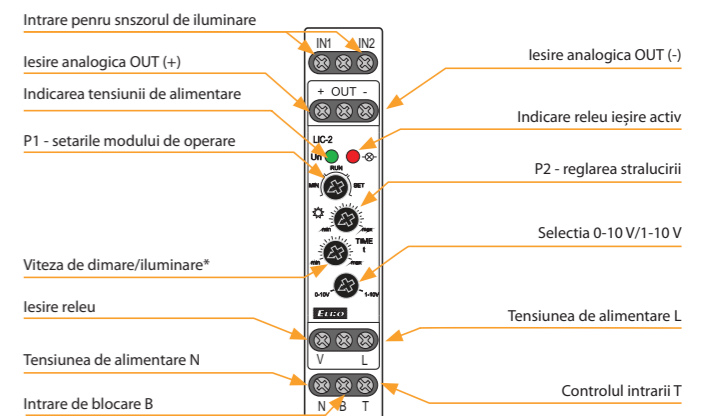 Intrare penru snszorul de iluminare
Iesire analogica OUT (+)
Indicarea tensiunii de alimentare
P1 - setarile modului de operare
Viteza de dimare/iluminare*
Iesire releu
Tensiunea de alimentare N
Intrare de blocare B
IN1 IN2
+ OUT -
LIC-2
Un
RUN
MIN SET
min max
TIME
t
min max
0-10V 1-10V
ELKO
V L
N B T
Iesire analogica OUT (-)
Indicare releu ieșire activ
P2 - reglarea stralucirii
Selectia 0-10 V/1-10 V
Tensiunea de alimentare L
Controlul intrarii T